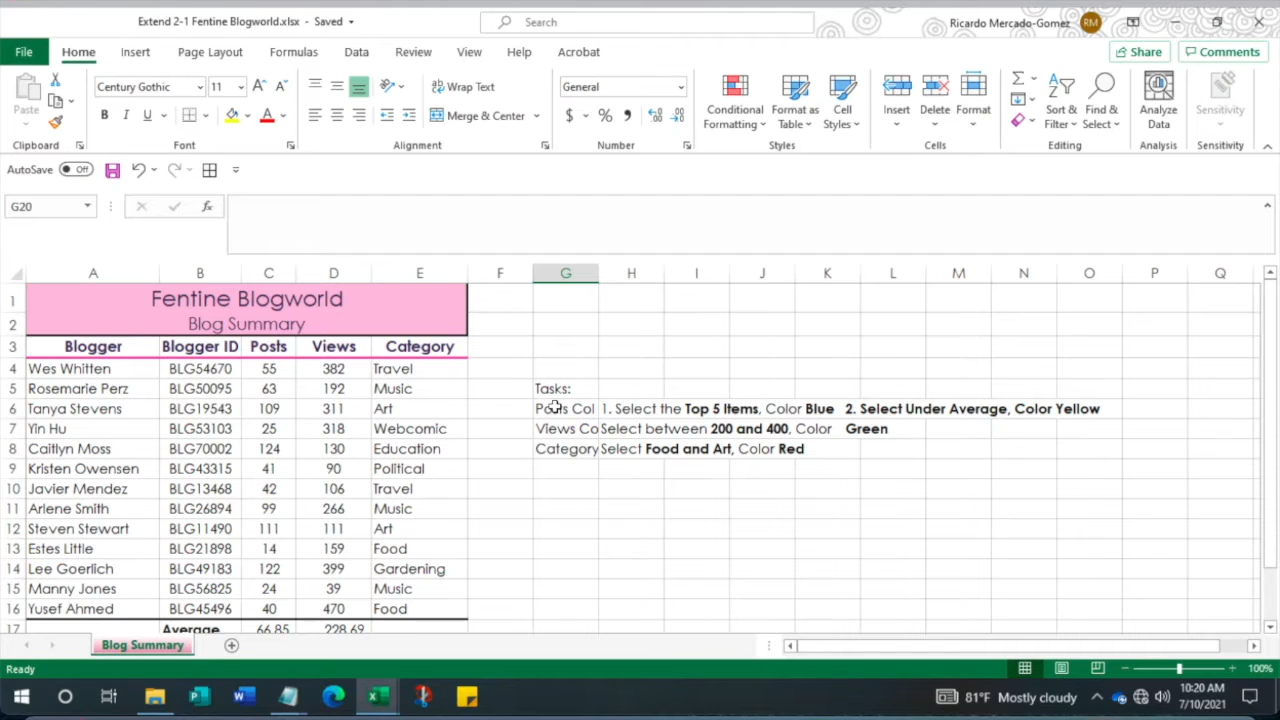 Extend 2-1 Fentine Blogworld.xlsx - Saved
Search
Ricardo Mercado-Gomez RM
File Home Insert Page Layout Formulas Data Review View Help Acrobat Share Comments
Century Gothic 11 Wrap Text General
Paste Merge & Center Conditional Formatting Format as Table Cell Styles Insert Delete Format Sort & Filter Find & Select Analyze Data Sensitivity
Clipboard Font Alignment Number Styles Cells Editing Analysis Sensitivity
AutoSave Off
G20 fx
A B C D E F G H I J K L M N O P Q
1 Fentine Blogworld
2 Blog Summary
3 Blogger Blogger ID Posts Views Category
4 Wes Whitten BLG54670 55 382 Travel
5 Rosemarie Perz BLG50095 63 192 Music Tasks:
6 Tanya Stevens BLG19543 109 311 Art Posts Col 1. Select the Top 5 Items, Color Blue 2. Select Under Average, Color Yellow
7 Yin Hu BLG53103 25 318 Webcomic Views Co Select between 200 and 400, Color Green
8 Caitlyn Moss BLG70002 124 130 Education Category Select Food and Art, Color Red
9 Kristen Owensen BLG43315 41 90 Political
10 Javier Mendez BLG13468 42 106 Travel
11 Arlene Smith BLG26894 99 266 Music
12 Steven Stewart BLG11490 111 111 Art
13 Estes Little BLG21898 14 159 Food
14 Lee Goerlich BLG49183 122 399 Gardening
15 Manny Jones BLG56825 24 39 Music
16 Yusef Ahmed BLG45496 40 470 Food
17 Average 66.85 228.69
Blog Summary
Ready 100%
81°F Mostly cloudy 10:20 AM
7/10/2021